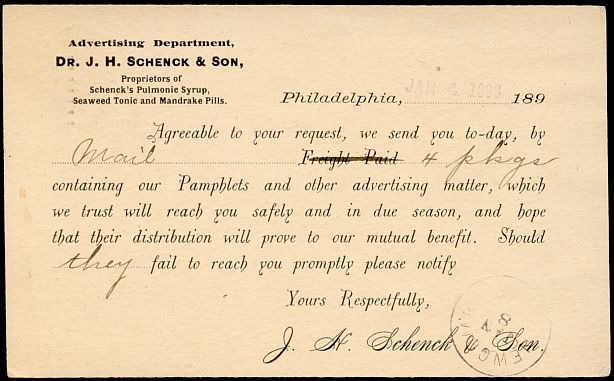 Advertising Department,
DR. J. H. SCHENCK & SON,
Proprietors of
Schenck's Pulmonic Syrup,
Seaweed Tonic and Mandrake Pills.
Philadelphia, JAN 4 1898 189
Agreeable to your request, we send you to-day, by
Mail Freight Paid 4 pkgs
containing our Pamphlets and other advertising matter, which
we trust will reach you safely and in due season, and hope
that their distribution will prove to our mutual benefit. Should
they fail to reach you promptly please notify
Yours Respectfully,
J. H. Schenck & Son.